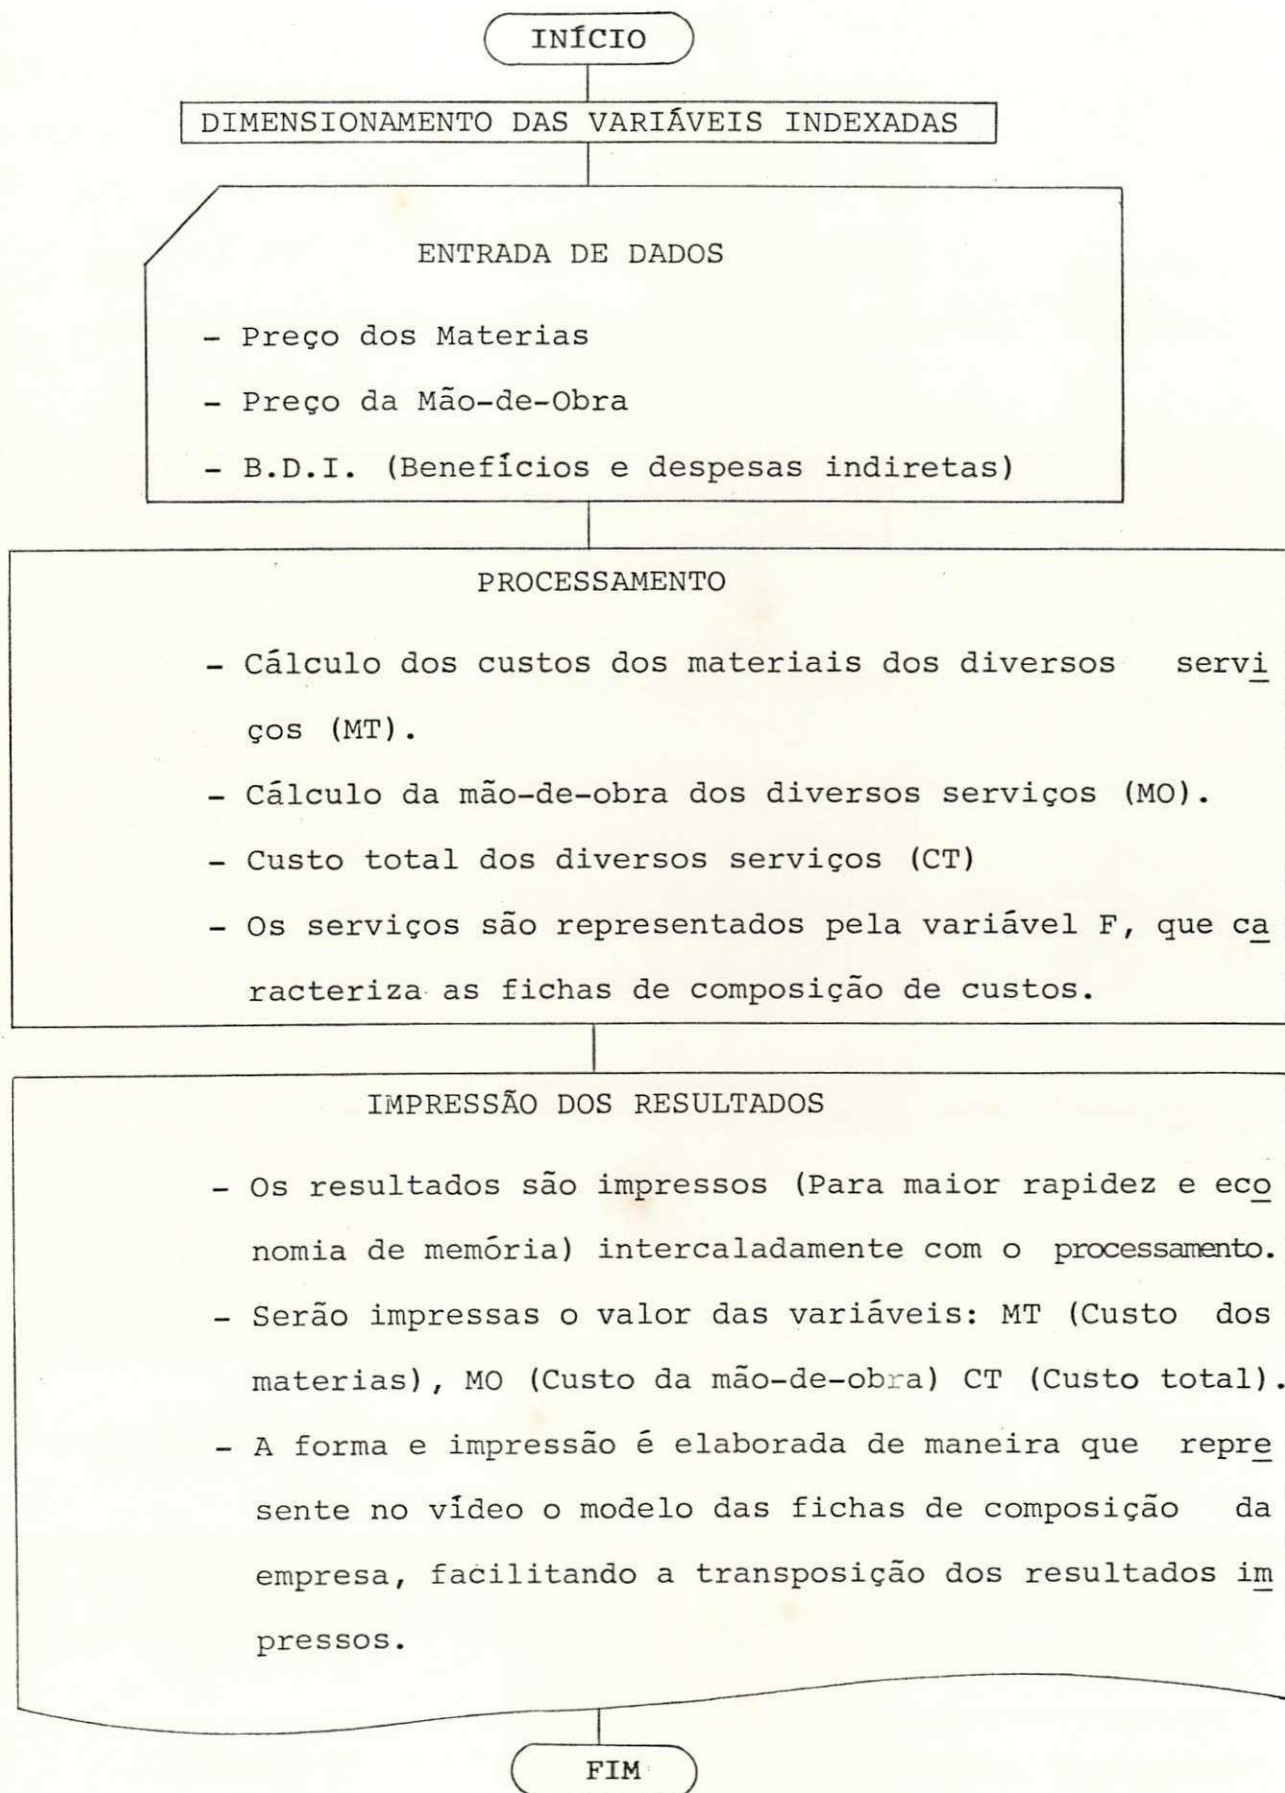 INÍCIO
DIMENSIONAMENTO DAS VARIÁVEIS INDEXADAS
ENTRADA DE DADOS
- Preço dos Materias
- Preço da Mão-de-Obra
- B.D.I. (Benefícios e despesas indiretas)
PROCESSAMENTO
- Cálculo dos custos dos materiais dos diversos servi
ços (MT).
- Cálculo da mão-de-obra dos diversos serviços (MO).
- Custo total dos diversos serviços (CT)
- Os serviços são representados pela variável F, que ca
racteriza as fichas de composição de custos.
IMPRESSÃO DOS RESULTADOS
- Os resultados são impressos (Para maior rapidez e eco
nomia de memória) intercaladamente com o processamento.
- Serão impressas o valor das variáveis: MT (Custo dos
materias), MO (Custo da mão-de-obra) CT (Custo total).
- A forma e impressão é elaborada de maneira que repre
sente no vídeo o modelo das fichas de composição da
empresa, facilitando a transposição dos resultados im
pressos.
FIM